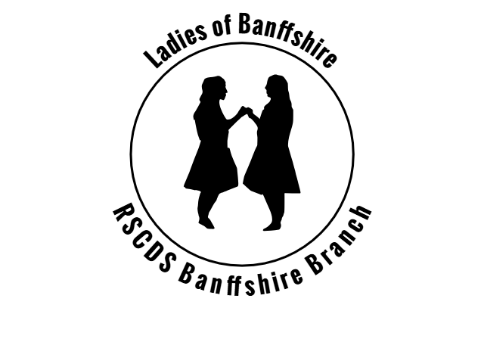 Ladies of Banffshire
RSCDS Banffshire Branch